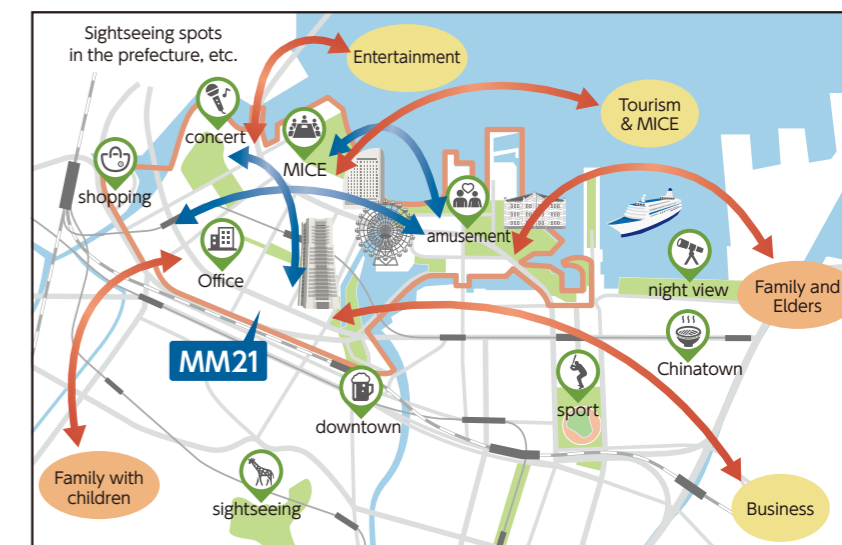 Sightseeing spots
in the prefecture, etc.
Entertainment
Tourism
& MICE
concert
MICE
shopping
amusement
Office
night view
Family and
Elders
MM21
Chinatown
sport
downtown
Family with
children
sightseeing
Business